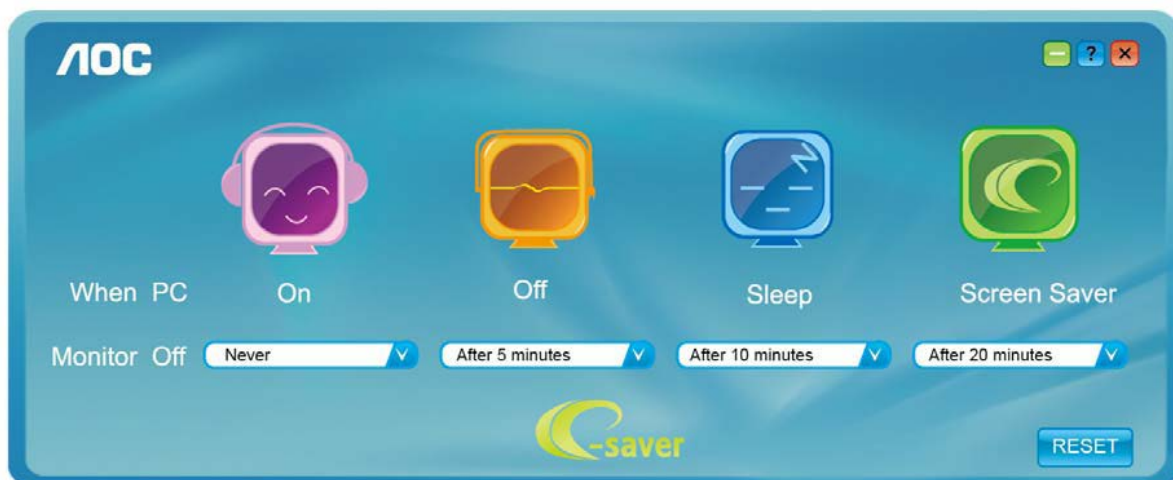 AOC
?
When PC On Off Sleep Screen Saver
Monitor Off Never After 5 minutes After 10 minutes After 20 minutes
e-saver
RESET